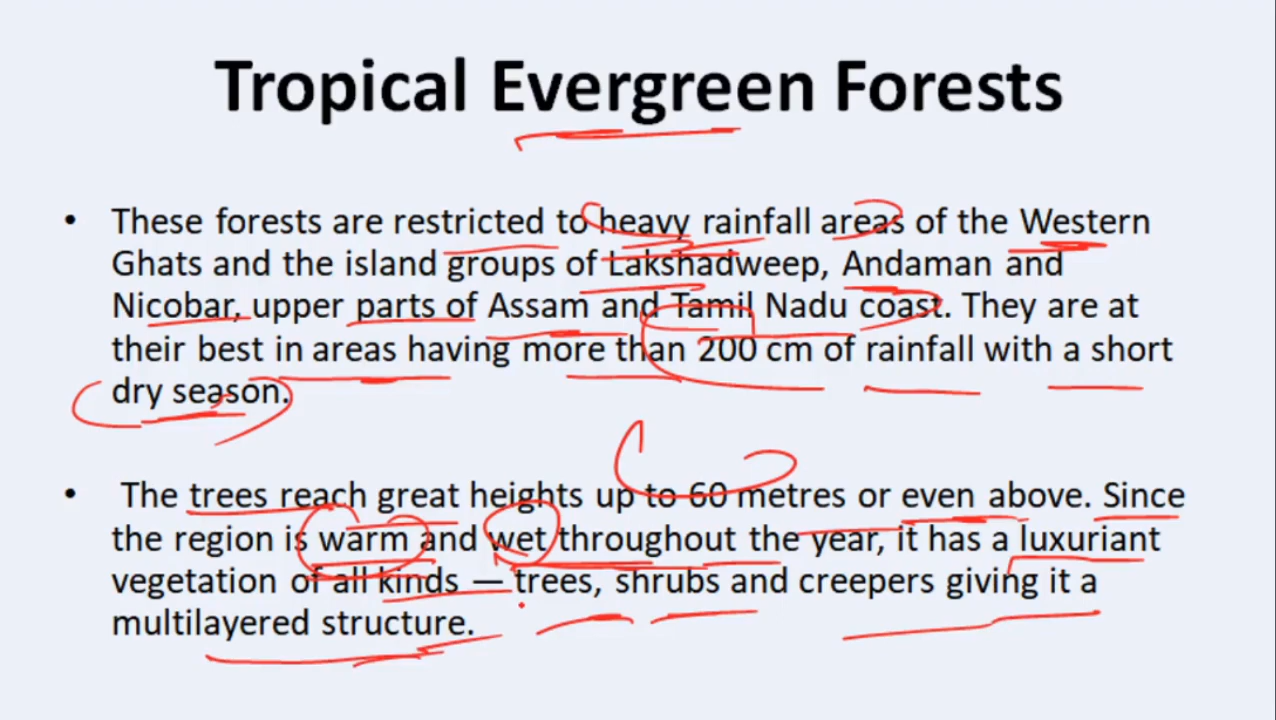 Tropical Evergreen Forests
• These forests are restricted to heavy rainfall areas of the Western
Ghats and the island groups of Lakshadweep, Andaman and
Nicobar, upper parts of Assam and Tamil Nadu coast. They are at
their best in areas having more than 200 cm of rainfall with a short
dry season.
• The trees reach great heights up to 60 metres or even above. Since
the region is warm and wet throughout the year, it has a luxuriant
vegetation of all kinds — trees, shrubs and creepers giving it a
multilayered structure.